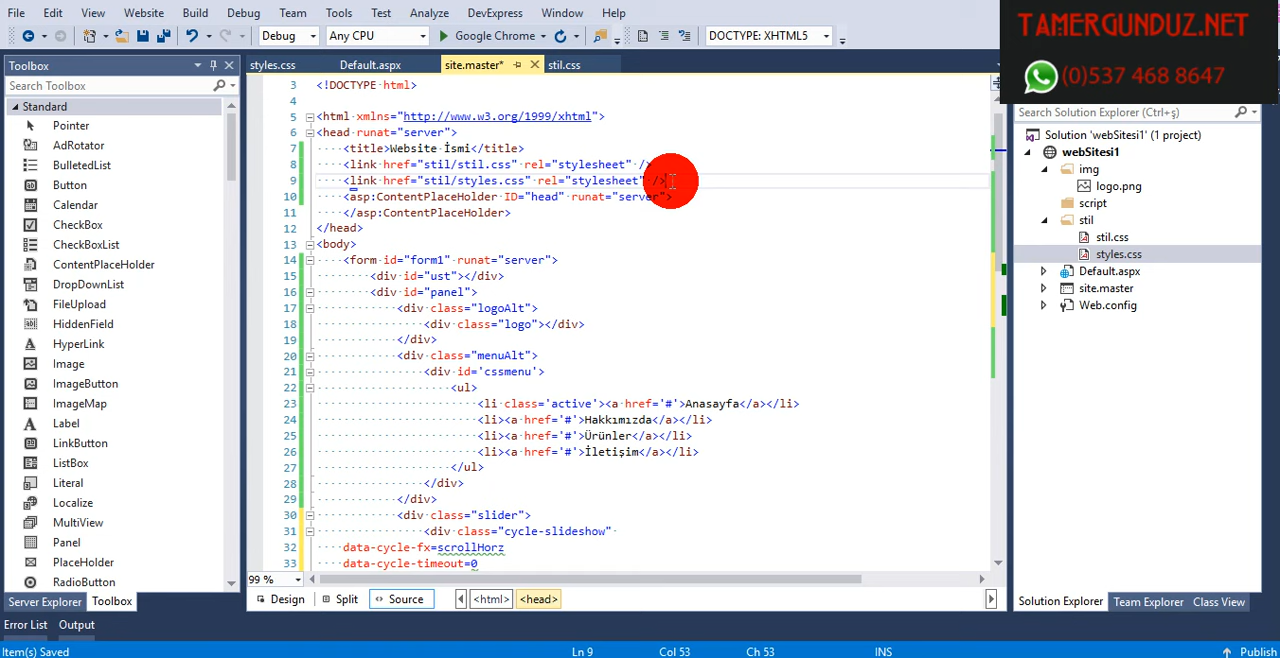 File Edit View Website Build Debug Team Tools Test Analyze DevExpress Window Help
Debug Any CPU Google Chrome DOCTYPE: XHTML5
TAMERGUNDUZ.NET
(0)537 468 8647
Toolbox
Search Toolbox
Standard
Pointer
AdRotator
BulletedList
Button
Calendar
CheckBox
CheckBoxList
ContentPlaceHolder
DropDownList
FileUpload
HiddenField
HyperLink
Image
ImageButton
ImageMap
Label
LinkButton
ListBox
Literal
Localize
MultiView
Panel
PlaceHolder
RadioButton
Server Explorer Toolbox
styles.css Default.aspx site.master* stil.css
3 <!DOCTYPE html>
4
5 <html xmlns="http://www.w3.org/1999/xhtml">
6 <head runat="server">
7 <title>Website İsmi</title>
8 <link href="stil/stil.css" rel="stylesheet" />
9 <link href="stil/styles.css" rel="stylesheet" />
10 <asp:ContentPlaceHolder ID="head" runat="server">
11 </asp:ContentPlaceHolder>
12 </head>
13 <body>
14 <form id="form1" runat="server">
15 <div id="ust"></div>
16 <div id="panel">
17 <div class="logoAlt">
18 <div class="logo"></div>
19 </div>
20 <div class="menuAlt">
21 <div id='cssmenu'>
22 <ul>
23 <li class='active'><a href='#'>Anasayfa</a></li>
24 <li><a href='#'>Hakkımızda</a></li>
25 <li><a href='#'>Ürünler</a></li>
26 <li><a href='#'>İletişim</a></li>
27 </ul>
28 </div>
29 </div>
30 <div class="slider">
31 <div class="cycle-slideshow"
32 data-cycle-fx=scrollHorz
33 data-cycle-timeout=0
99 %
Design Split Source <html> <head>
Search Solution Explorer (Ctrl+ş)
Solution 'webSitesi1' (1 project)
webSitesi1
img
logo.png
script
stil
stil.css
styles.css
Default.aspx
site.master
Web.config
Solution Explorer Team Explorer Class View
Error List Output
Item(s) Saved Ln 9 Col 53 Ch 53 INS Publish